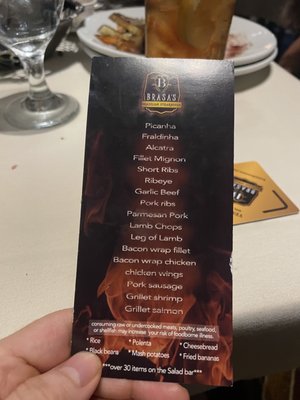 B
BRASA'S
BRAZILIAN STEAKHOUSE
Picanha
Fraldinha
Alcatra
Fillet Mignon
Short Ribs
Ribeye
Garlic Beef
Pork ribs
Parmesan Pork
Lamb Chops
Leg of Lamb
Bacon wrap fillet
Bacon wrap chicken
chicken wings
Pork sausage
Grillet shrimp
Grillet salmon
consuming raw or undercooked meats, poultry, seafood,
or shellfish may increase your risk of foodborne illness.
* Rice * Polenta * Cheesebread
* Black beans * Mash potatoes * Fried bananas
***over 30 items on the Salad bar***